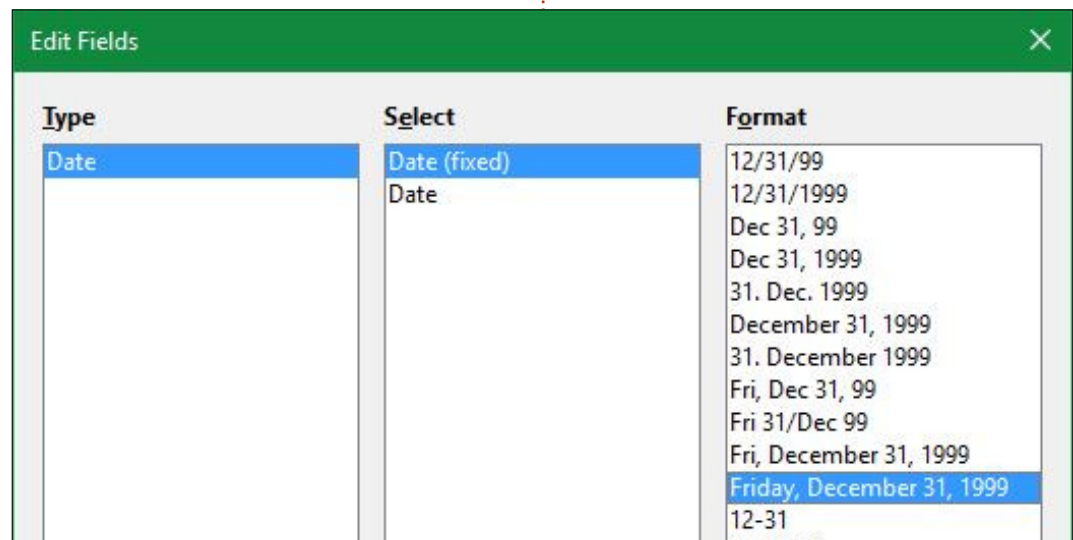 Edit Fields
Type
Date
Select
Date (fixed)
Date
Format
12/31/99
12/31/1999
Dec 31, 99
Dec 31, 1999
31. Dec. 1999
December 31, 1999
31. December 1999
Fri, Dec 31, 99
Fri 31/Dec 99
Fri, December 31, 1999
Friday, December 31, 1999
12-31